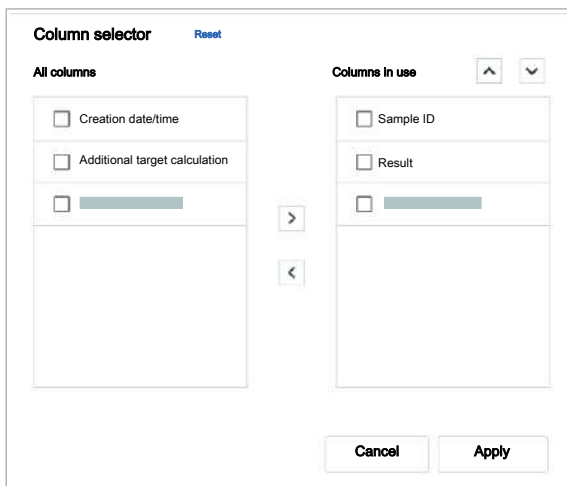 Column selector Reset
All columns Columns in use
Creation date/time Sample ID
Additional target calculation Result
Cancel Apply